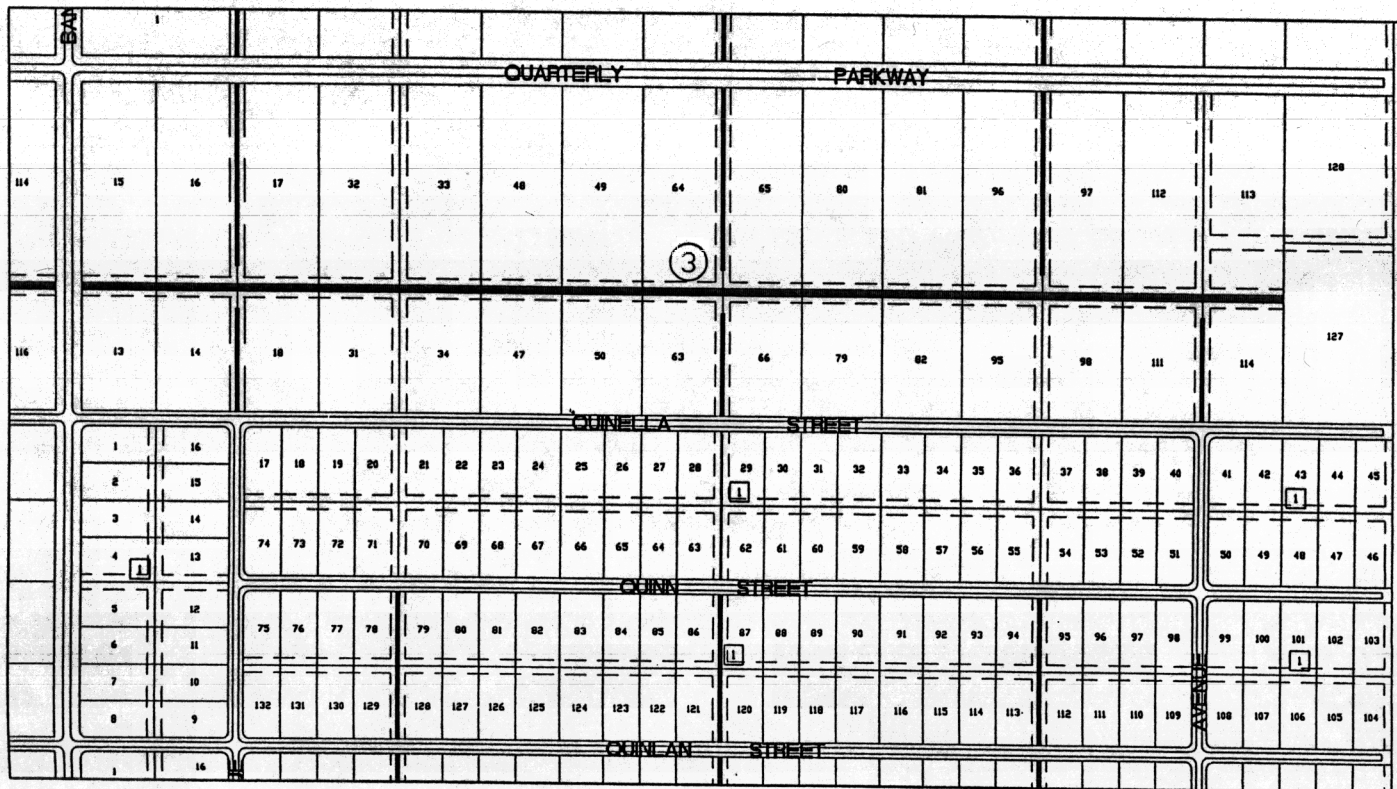 BAN
QUARTERLY PARKWAY
114 15 16 17 32 33 48 49 64 65 80 81 96 97 112 113 128
3
116 13 14 18 31 34 47 50 63 66 79 82 95 98 111 114 127
QUINELLA STREET
1 16
17 18 19 20 21 22 23 24 25 26 27 28 29 30 31 32 33 34 35 36 37 38 39 40 41 42 43 44 45
2 15
1 1
3 14
74 73 72 71 70 69 68 67 66 65 64 63 62 61 60 59 58 57 56 55 54 53 52 51 50 49 48 47 46
4 13
1
QUINN STREET
5 12
75 76 77 78 79 80 81 82 83 84 85 86 87 88 89 90 91 92 93 94 95 96 97 98 99 100 101 102 103
6 11
1 1
7 10
132 131 130 129 128 127 126 125 124 123 122 121 120 119 118 117 116 115 114 113 112 111 110 109 108 107 106 105 104
8 9
AVENUE
QUINLAN STREET
1 16